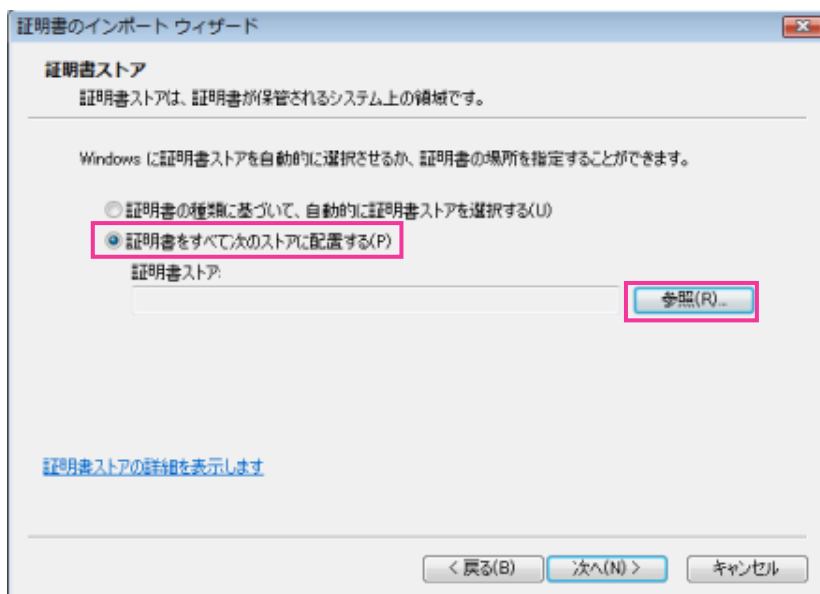 証明書のインポート ウィザード
証明書ストア
証明書ストアは、証明書が保管されるシステム上の領域です。
Windows に証明書ストアを自動的に選択させるか、証明書の場所を指定することができます。
証明書の種類に基づいて、自動的に証明書ストアを選択する(U)
証明書をすべて次のストアに配置する(P)
証明書ストア:
参照(R)...
証明書ストアの詳細を表示します
< 戻る(B)
次へ(N) >
キャンセル